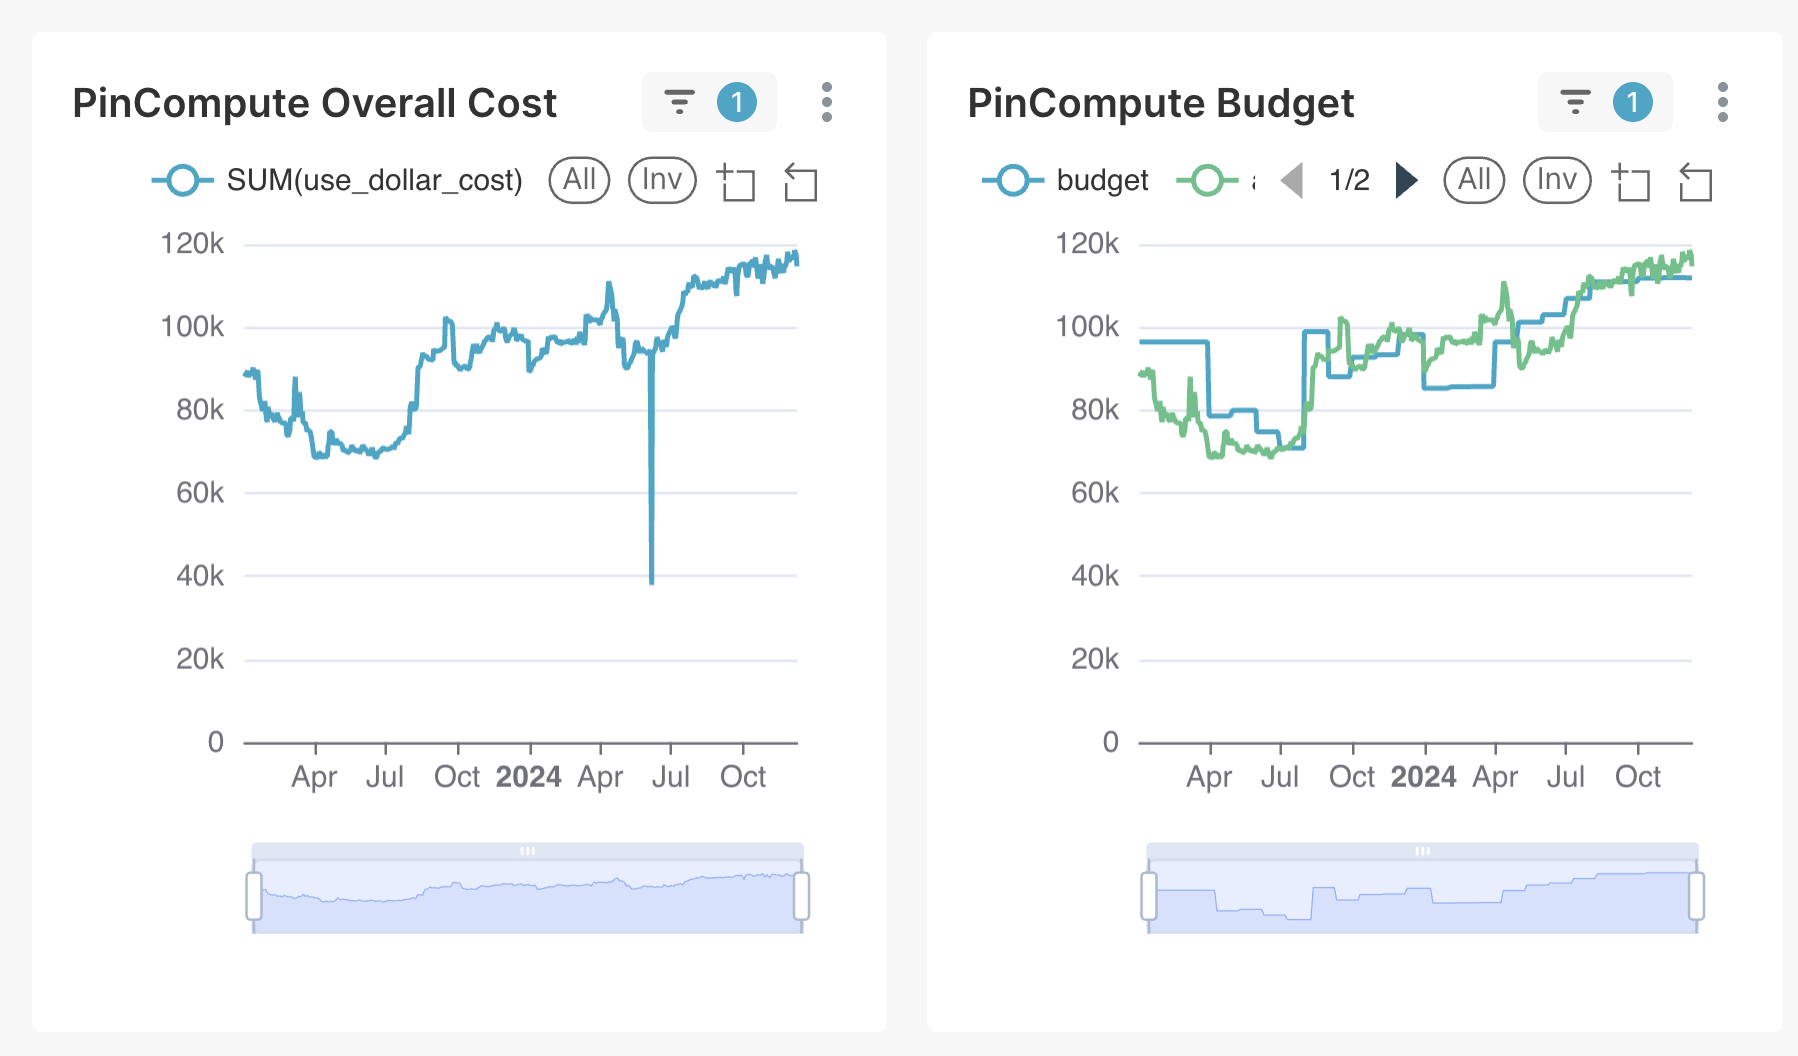 PinCompute Overall Cost
1
SUM(use_dollar_cost)
All
Inv
120k
100k
80k
60k
40k
20k
0
Apr Jul Oct 2024 Apr Jul Oct
PinCompute Budget
1
budget
1/2
All
Inv
120k
100k
80k
60k
40k
20k
0
Apr Jul Oct 2024 Apr Jul Oct